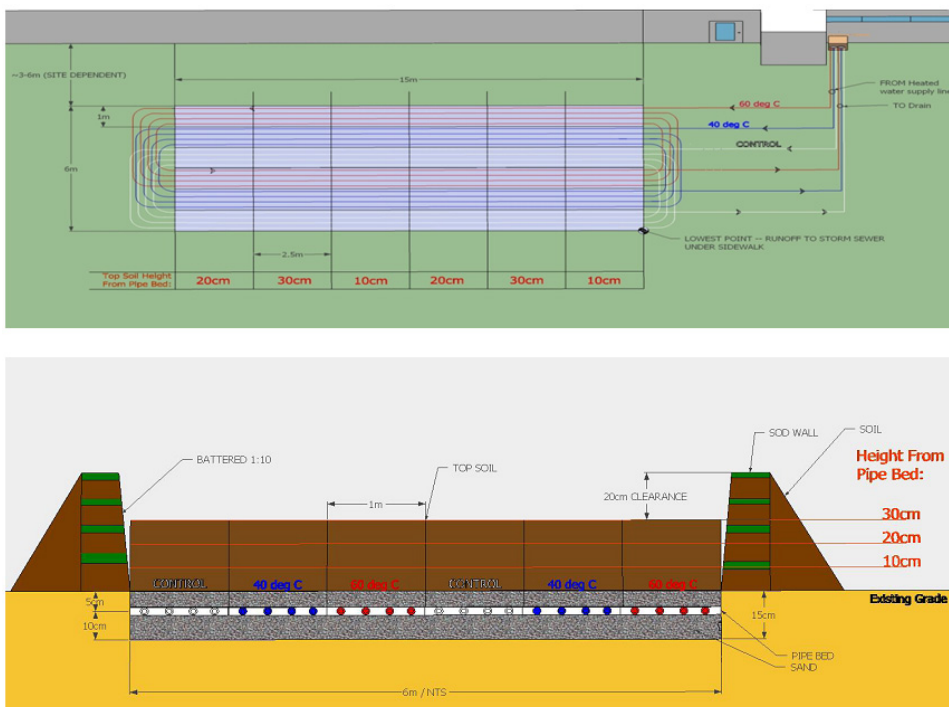 ~3-6m (SITE DEPENDENT)
15m
FROM Heated
water supply line
TO Drain
60 deg C
1m
40 deg C
CONTROL
6m
LOWEST POINT -- RUNOFF TO STORM SEWER
UNDER SIDEWALK
2.5m
Top Soil Height
From Pipe Bed:
20cm 30cm 10cm 20cm 30cm 10cm
SOD WALL
SOIL
BATTERED 1:10
TOP SOIL
Height From
Pipe Bed:
20cm CLEARANCE
1m
30cm
20cm
10cm
CONTROL 40 deg C 60 deg C CONTROL 40 deg C 60 deg C
Existing Grade
5cm
15cm
10cm
PIPE BED
SAND
6m / NTS